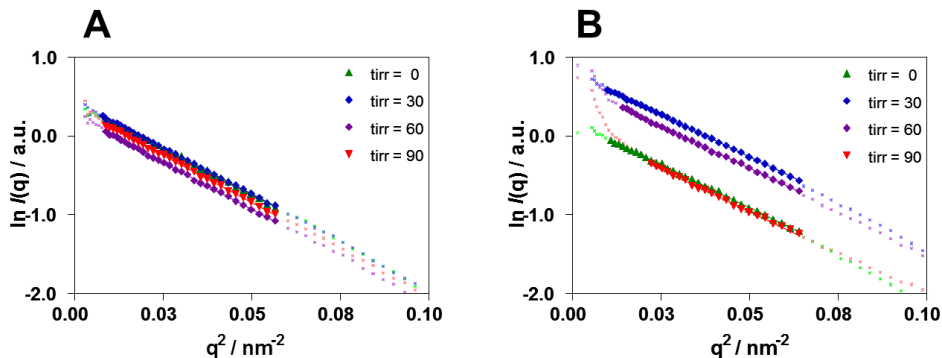 A
1.0
0.0
-1.0
-2.0
ln I(q) / a.u.
tirr = 0
tirr = 30
tirr = 60
tirr = 90
0.00
0.03
0.05
0.08
0.10
q² / nm⁻²
B
1.0
0.0
-1.0
-2.0
ln I(q) / a.u.
tirr = 0
tirr = 30
tirr = 60
tirr = 90
0.00
0.03
0.05
0.08
0.10
q² / nm⁻²